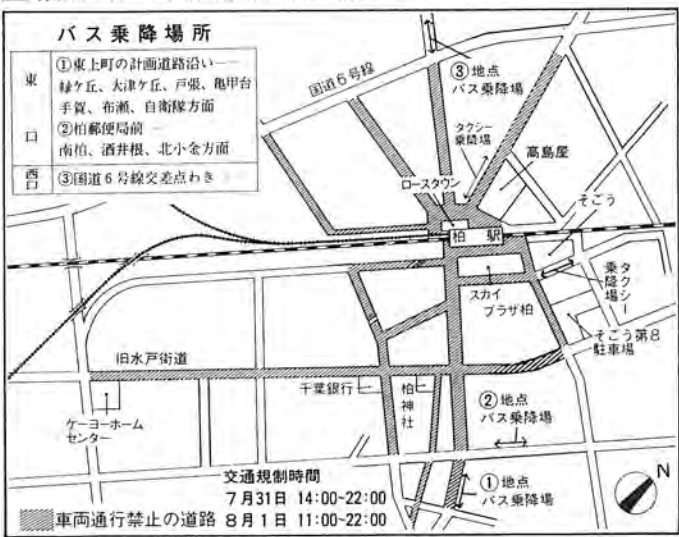 バス乗降場所
東口
①東上町の計画道路沿い──
緑ケ丘、大津ケ丘、戸張、亀甲台
手賀、布瀬、自衛隊方面
②柏郵便局前 ─
南柏、酒井根、北小金方面
西口
③国道6号線交差点わき
国道6号線
③地点
バス乗降場
タクシー
乗降場
高島屋
ロースタウン
そごう
柏駅
タクシー
乗降場
スカイ
プラザ柏
そごう第8
駐車場
旧水戸街道
千葉銀行
柏神社
ケーヨーホーム
センター
②地点
バス乗降場
①地点
バス乗降場
交通規制時間
7月31日 14:00~22:00
車両通行禁止の道路 8月1日 11:00~22:00
N